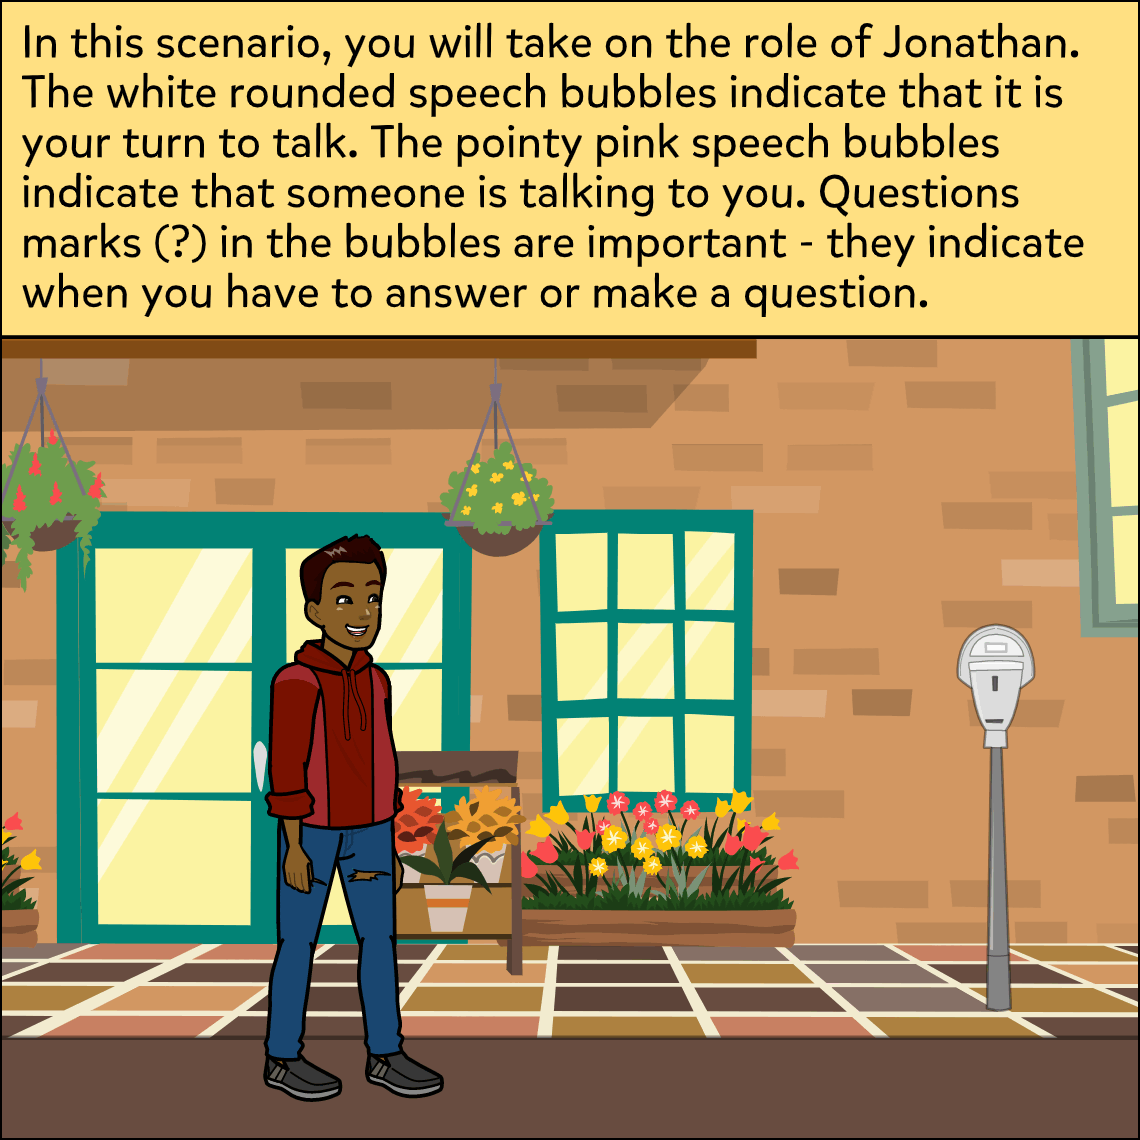 In this scenario, you will take on the role of Jonathan.
The white rounded speech bubbles indicate that it is
your turn to talk. The pointy pink speech bubbles
indicate that someone is talking to you. Questions
marks (?) in the bubbles are important - they indicate
when you have to answer or make a question.